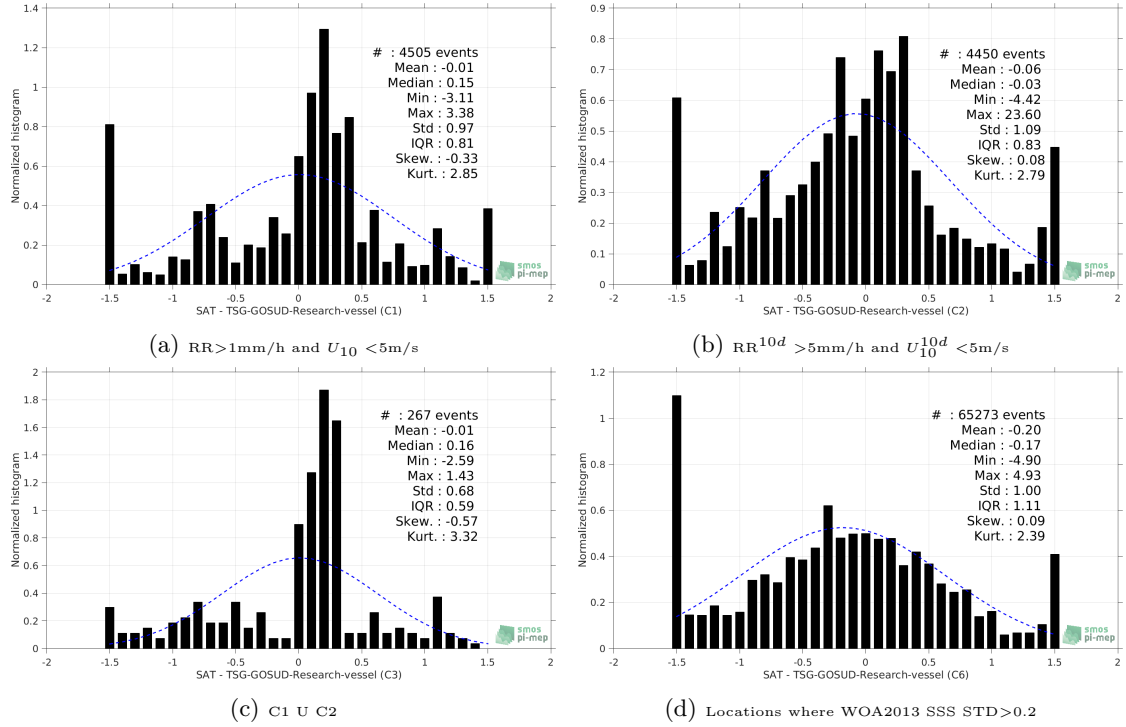 Normalized histogram
1.4
1.2
1
0.8
0.6
0.4
0.2
0
# : 4505 events
Mean : -0.01
Median : 0.15
Min : -3.11
Max : 3.38
Std : 0.97
IQR : 0.81
Skew. : -0.33
Kurt. : 2.85
smos
pi-mep
-2 -1.5 -1 -0.5 0 0.5 1 1.5 2
SAT - TSG-GOSUD-Research-vessel (C1)
(a) RR>1mm/h and U10 <5m/s
Normalized histogram
0.9
0.8
0.7
0.6
0.5
0.4
0.3
0.2
0.1
0
# : 4450 events
Mean : -0.06
Median : -0.03
Min : -4.42
Max : 23.60
Std : 1.09
IQR : 0.83
Skew. : 0.08
Kurt. : 2.79
smos
pi-mep
-2 -1.5 -1 -0.5 0 0.5 1 1.5 2
SAT - TSG-GOSUD-Research-vessel (C2)
(b) RR^10d >5mm/h and U10^10d <5m/s
Normalized histogram
2
1.8
1.6
1.4
1.2
1
0.8
0.6
0.4
0.2
0
# : 267 events
Mean : -0.01
Median : 0.16
Min : -2.59
Max : 1.43
Std : 0.68
IQR : 0.59
Skew. : -0.57
Kurt. : 3.32
smos
pi-mep
-2 -1.5 -1 -0.5 0 0.5 1 1.5 2
SAT - TSG-GOSUD-Research-vessel (C3)
(c) C1 U C2
Normalized histogram
1.2
1
0.8
0.6
0.4
0.2
0
# : 65273 events
Mean : -0.20
Median : -0.17
Min : -4.90
Max : 4.93
Std : 1.00
IQR : 1.11
Skew. : 0.09
Kurt. : 2.39
smos
pi-mep
-2 -1.5 -1 -0.5 0 0.5 1 1.5 2
SAT - TSG-GOSUD-Research-vessel (C6)
(d) Locations where WOA2013 SSS STD>0.2